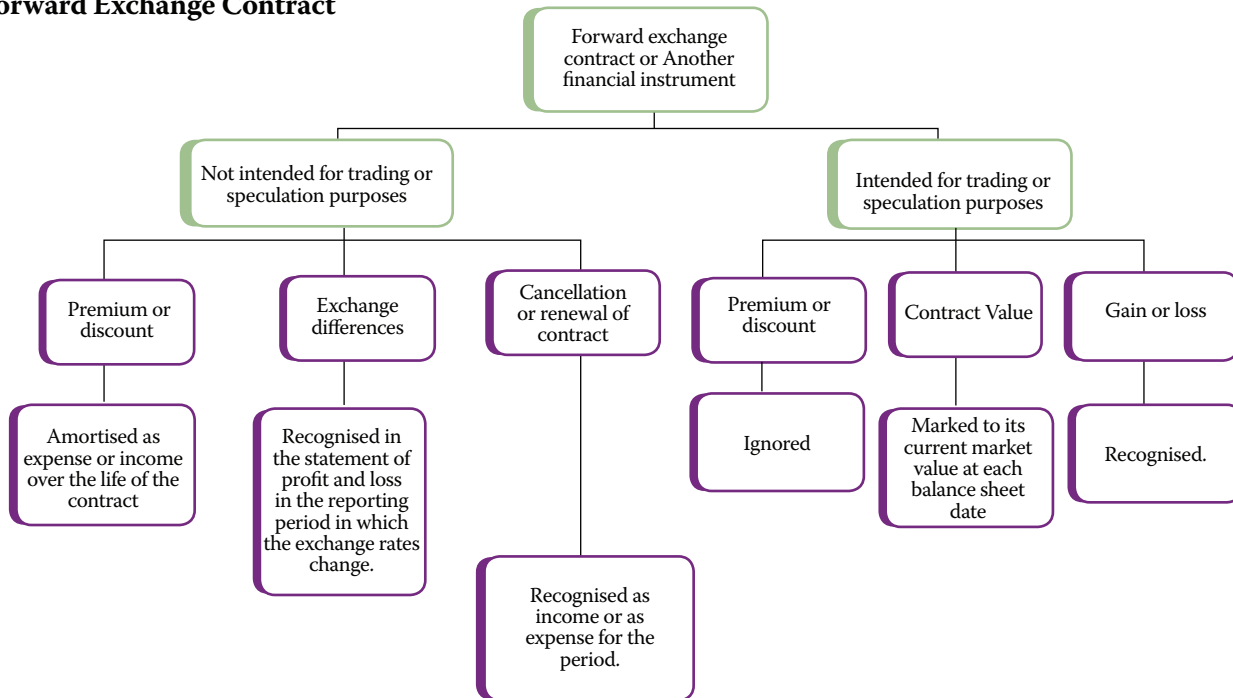 orward Exchange Contract
Forward exchange
contract or Another
financial instrument
Not intended for trading or
speculation purposes
Intended for trading or
speculation purposes
Premium or
discount
Exchange
differences
Cancellation
or renewal of
contract
Premium or
discount
Contract Value
Gain or loss
Amortised as
expense or income
over the life of the
contract
Recognised in
the statement of
profit and loss
in the reporting
period in which
the exchange rates
change.
Recognised as
income or as
expense for the
period.
Ignored
Marked to its
current market
value at each
balance sheet
date
Recognised.